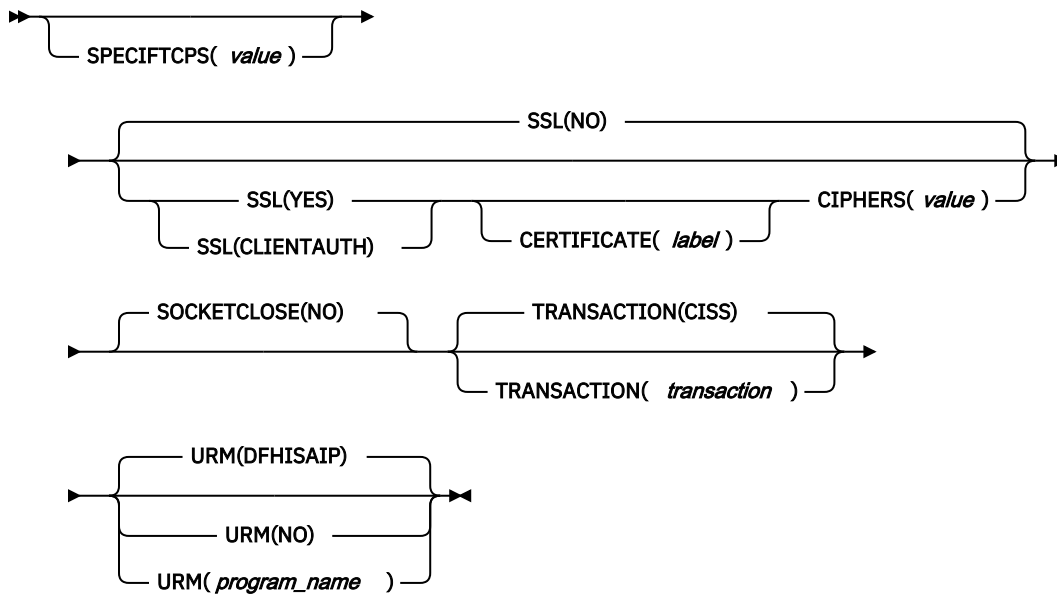 SPECIFTCPS( value )
SSL(NO)
SSL(YES)
CIPHERS( value )
SSL(CLIENTAUTH)
CERTIFICATE( label )
SOCKETCLOSE(NO)
TRANSACTION(CISS)
TRANSACTION( transaction )
URM(DFHISAIP)
URM(NO)
URM( program_name )